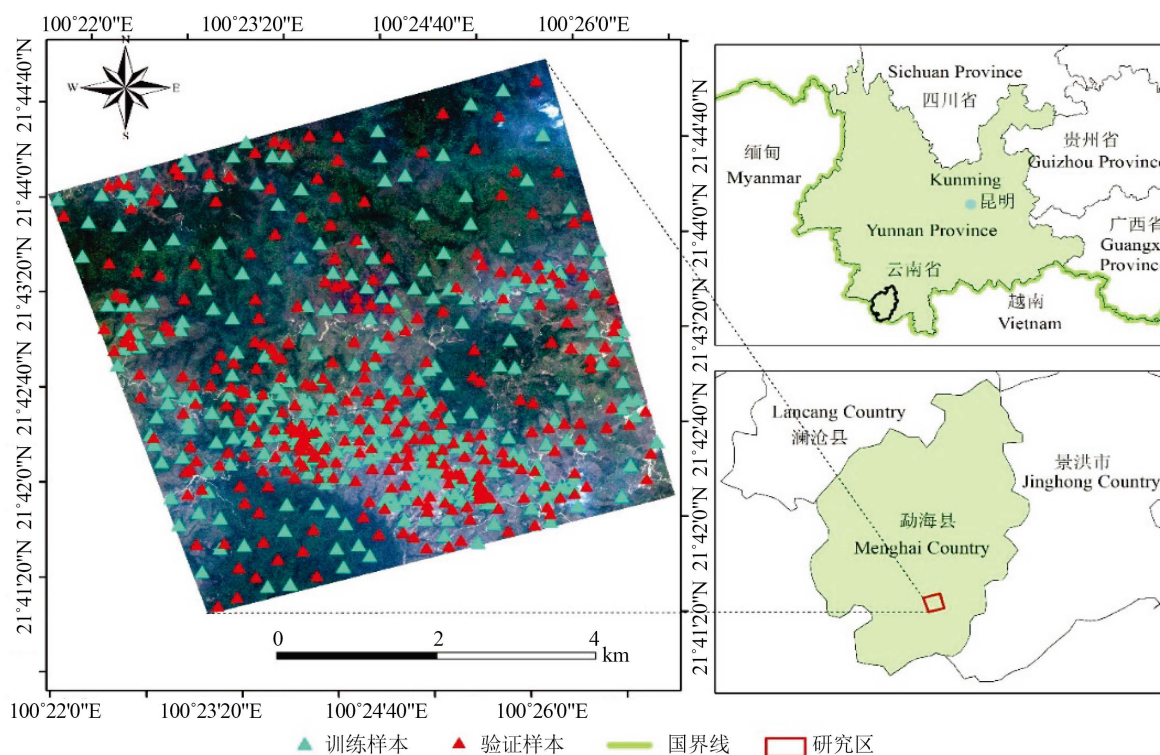 100°22'0"E 100°23'20"E 100°24'40"E 100°26'0"E
N
W E
S
21°44'40"N
21°44'0"N
21°43'20"N
21°42'40"N
21°42'0"N
21°41'20"N
0 2 4
km
100°22'0"E 100°23'20"E 100°24'40"E 100°26'0"E
21°44'40"N
21°44'0"N
21°43'20"N
21°42'40"N
21°42'0"N
21°41'20"N
Sichuan Province
四川省
缅甸
Myanmar
贵州省
Guizhou Province
Kunming
昆明
广西省
Guangx
Province
Yunnan Province
云南省
越南
Vietnam
Lancang Country
澜沧县
景洪市
Jinghong Country
勐海县
Menghai Country
训练样本 验证样本 国界线 研究区